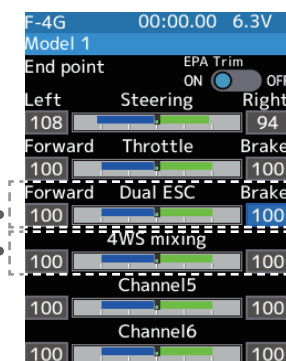 F-4G 00:00.00 6.3V
Model 1
End point EPA Trim
ON OFF
Left Steering Right
108 94
Forward Throttle Brake
100 100
Forward Dual ESC Brake
100 100
4WS mixing
100 100
Channel5
100 100
Channel6
100 100